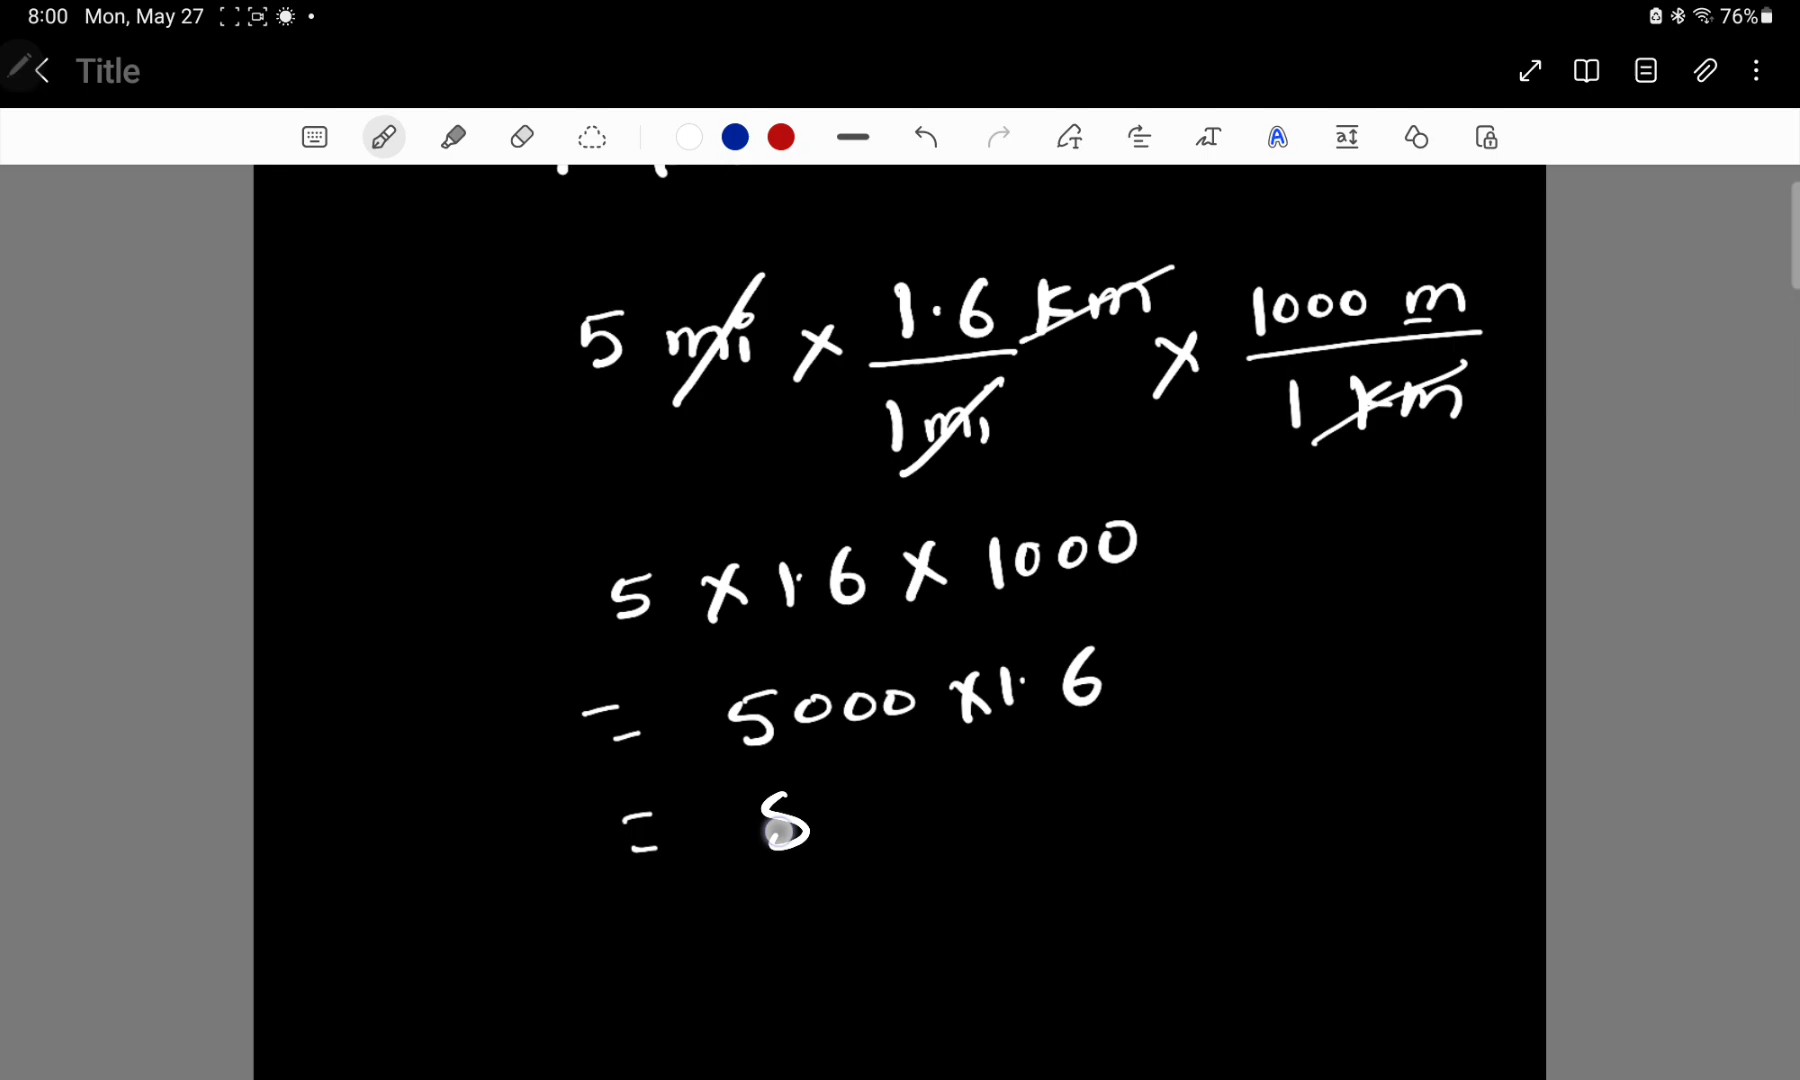 8:00 Mon, May 27
76%
Title
5 mi × 1.6 km / 1 mi × 1000 m / 1 km
5 × 1.6 × 1000
= 5000 × 1.6
= 8